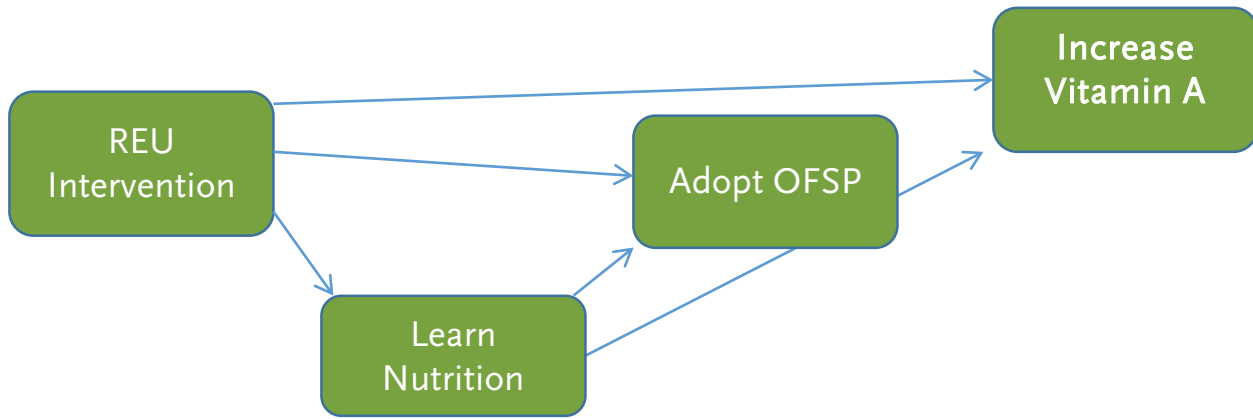 REU
Intervention
Learn
Nutrition
Adopt OFSP
Increase
Vitamin A